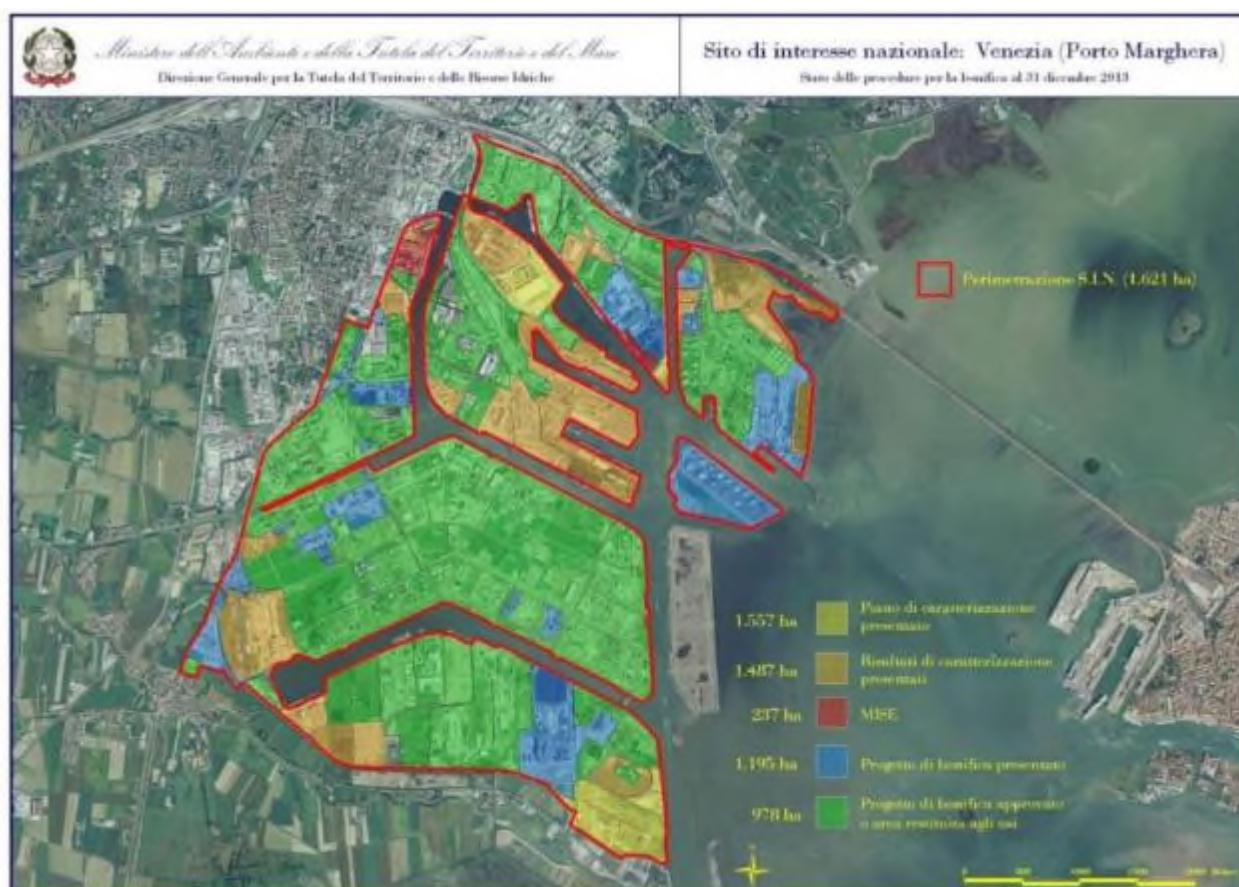 Ministero dell'Ambiente e della Tutela del Territorio e del Mare
Direzione Generale per la Tutela del Territorio e delle Risorse Idriche
Sito di interesse nazionale: Venezia (Porto Marghera)
Stato delle procedure per la bonifica al 31 dicembre 2013
Perimetrazione S.I.N. (1.621 ha)
1.557 ha Piano di caratterizzazione
presentato
1.487 ha Risultati di caratterizzazione
presentati
237 ha MISE
1.195 ha Progetto di bonifica presentato
978 ha Progetto di bonifica approvato
o area restituita agli usi
0